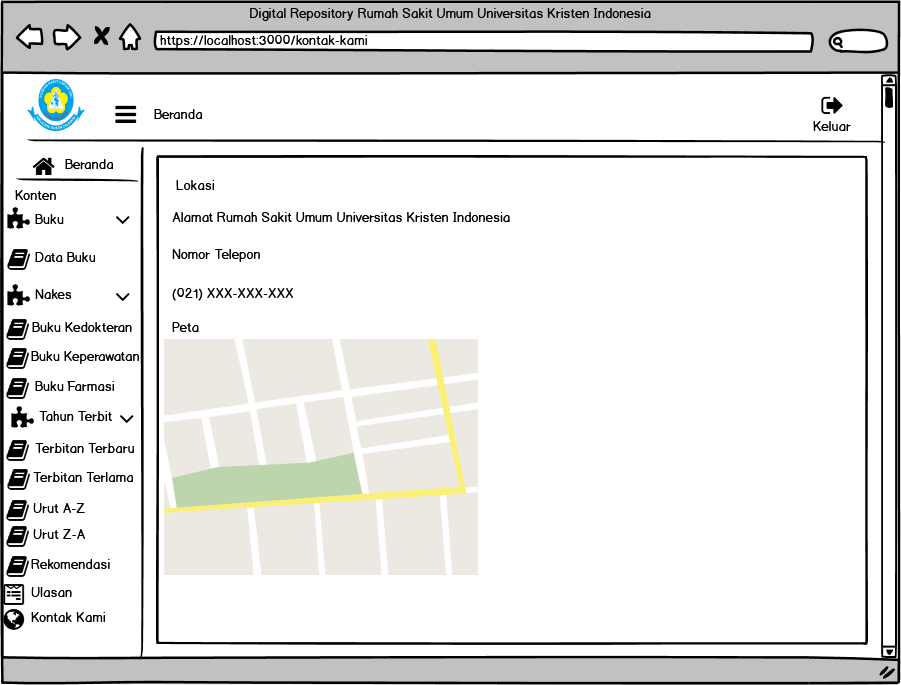 Digital Repository Rumah Sakit Umum Universitas Kristen Indonesia
https://localhost:3000/kontak-kami
Beranda
Keluar
Beranda
Konten
Buku
Data Buku
Nakes
Buku Kedokteran
Buku Keperawatan
Buku Farmasi
Tahun Terbit
Terbitan Terbaru
Terbitan Terlama
Urut A-Z
Urut Z-A
Rekomendasi
Ulasan
Kontak Kami
Lokasi
Alamat Rumah Sakit Umum Universitas Kristen Indonesia
Nomor Telepon
(021) XXX-XXX-XXX
Peta